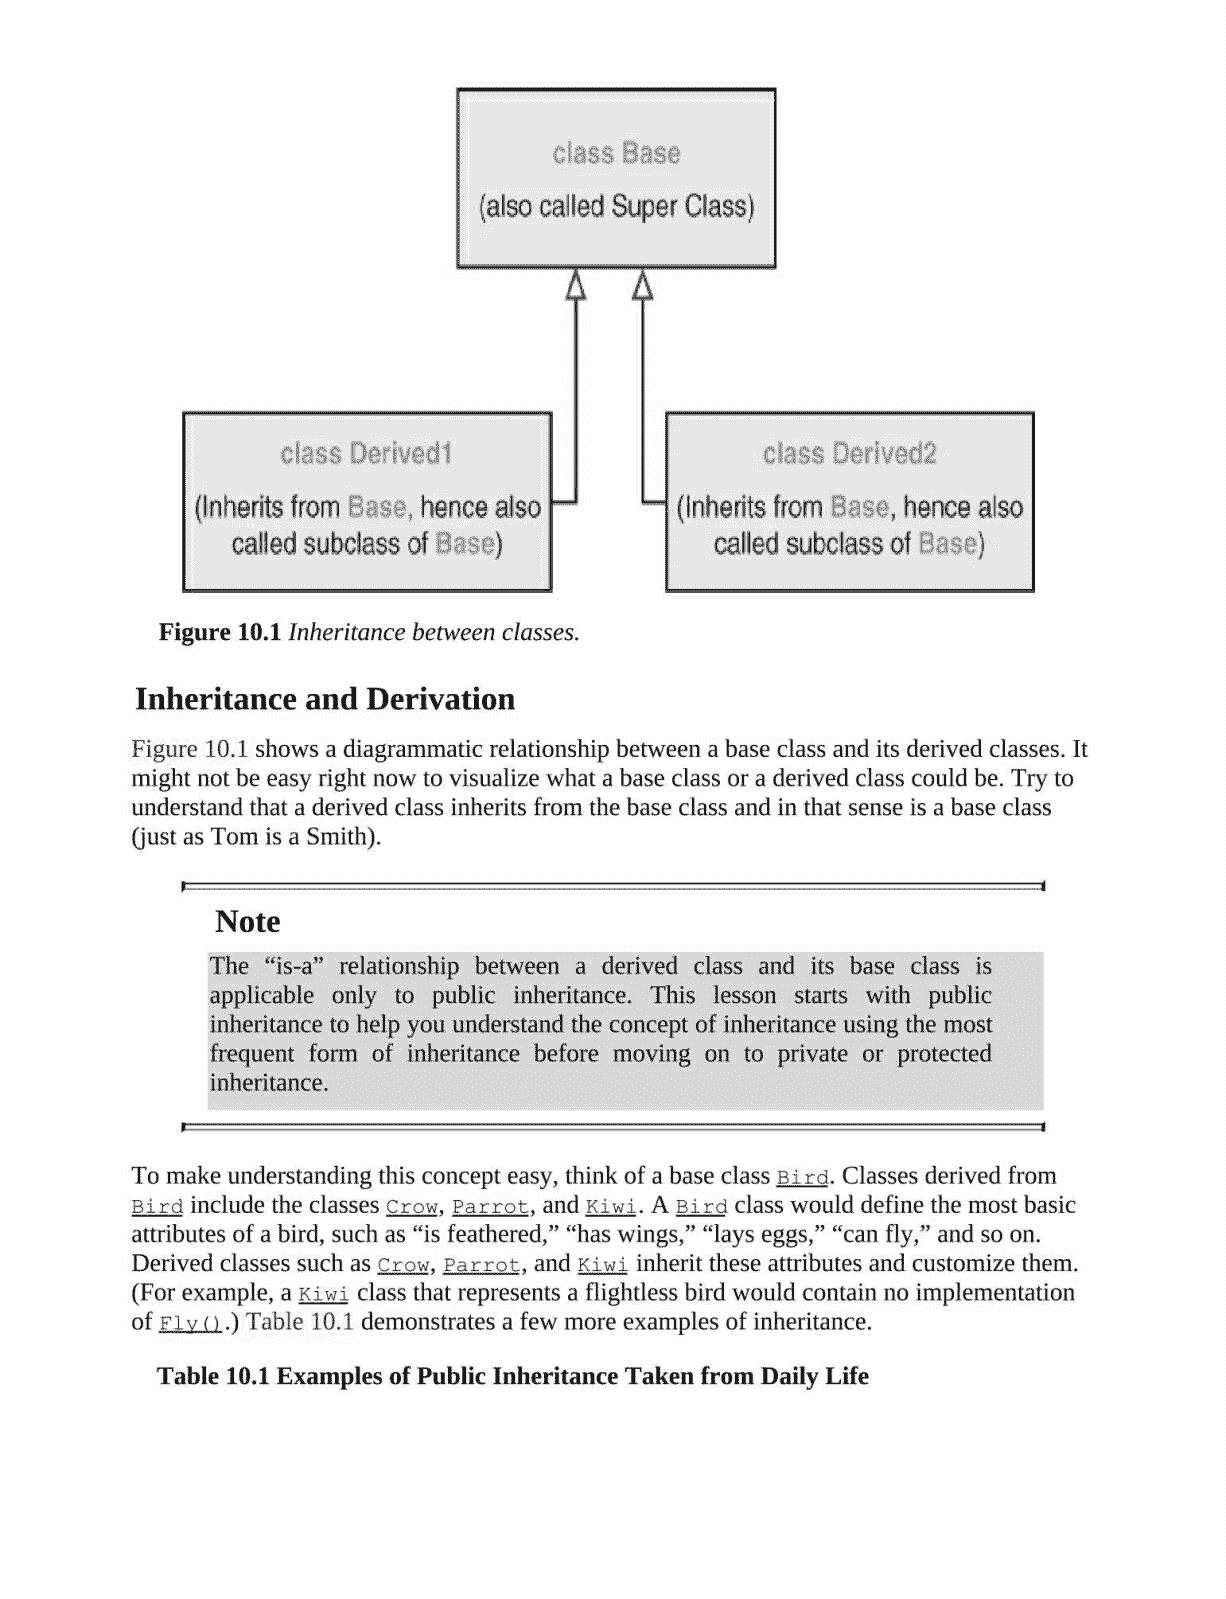 class Base
(also called Super Class)
class Derived1
(Inherits from Base, hence also
called subclass of Base)
class Derived2
(Inherits from Base, hence also
called subclass of Base)
Figure 10.1 Inheritance between classes.
Inheritance and Derivation
Figure 10.1 shows a diagrammatic relationship between a base class and its derived classes. It
might not be easy right now to visualize what a base class or a derived class could be. Try to
understand that a derived class inherits from the base class and in that sense is a base class
(just as Tom is a Smith).
Note
The “is-a” relationship between a derived class and its base class is
applicable only to public inheritance. This lesson starts with public
inheritance to help you understand the concept of inheritance using the most
frequent form of inheritance before moving on to private or protected
inheritance.
To make understanding this concept easy, think of a base class Bird. Classes derived from
Bird include the classes Crow, Parrot, and Kiwi. A Bird class would define the most basic
attributes of a bird, such as “is feathered,” “has wings,” “lays eggs,” “can fly,” and so on.
Derived classes such as Crow, Parrot, and Kiwi inherit these attributes and customize them.
(For example, a Kiwi class that represents a flightless bird would contain no implementation
of Fly().) Table 10.1 demonstrates a few more examples of inheritance.
Table 10.1 Examples of Public Inheritance Taken from Daily Life